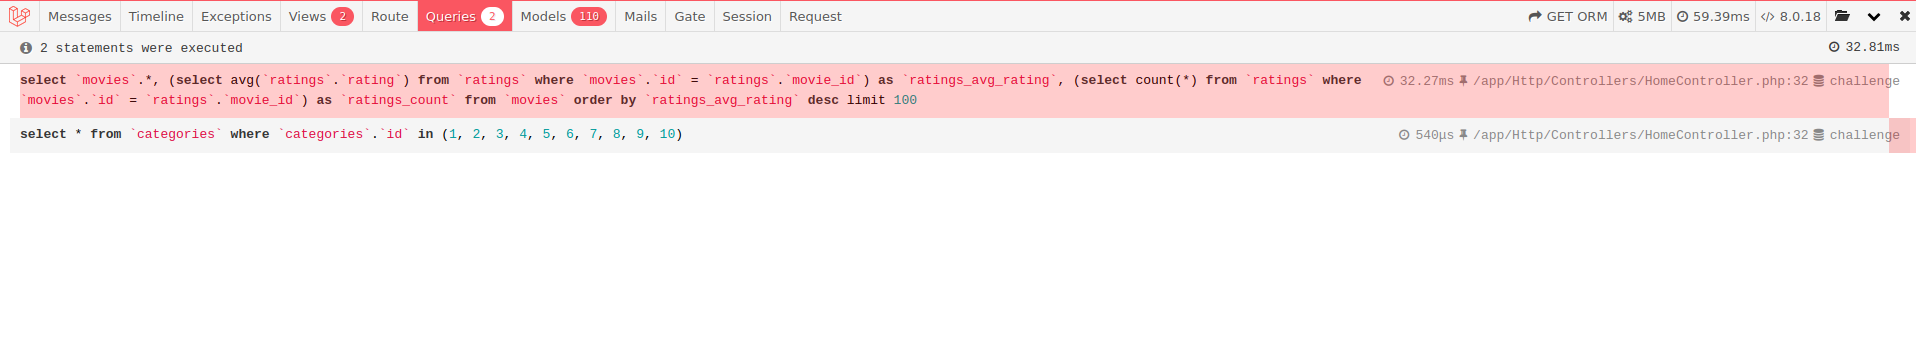 Messages Timeline Exceptions Views 2 Route Queries 2 Models 110 Mails Gate Session Request GET ORM 5MB 59.39ms 8.0.18
2 statements were executed 32.81ms
select `movies`.*, (select avg(`ratings`.`rating`) from `ratings` where `movies`.`id` = `ratings`.`movie_id`) as `ratings_avg_rating`, (select count(*) from `ratings` where 32.27ms /app/Http/Controllers/HomeController.php:32 challenge
`movies`.`id` = `ratings`.`movie_id`) as `ratings_count` from `movies` order by `ratings_avg_rating` desc limit 100
select * from `categories` where `categories`.`id` in (1, 2, 3, 4, 5, 6, 7, 8, 9, 10) 540μs /app/Http/Controllers/HomeController.php:32 challenge